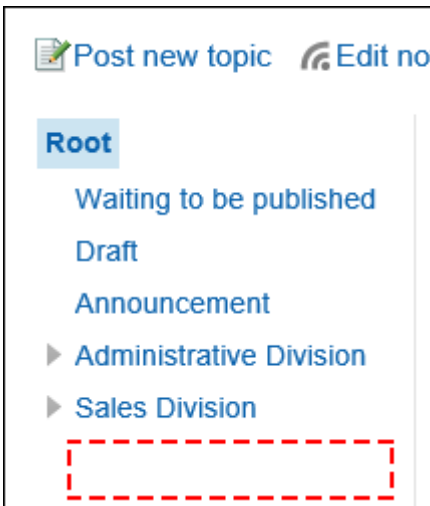 Post new topic Edit no
Root
Waiting to be published
Draft
Announcement
Administrative Division
Sales Division